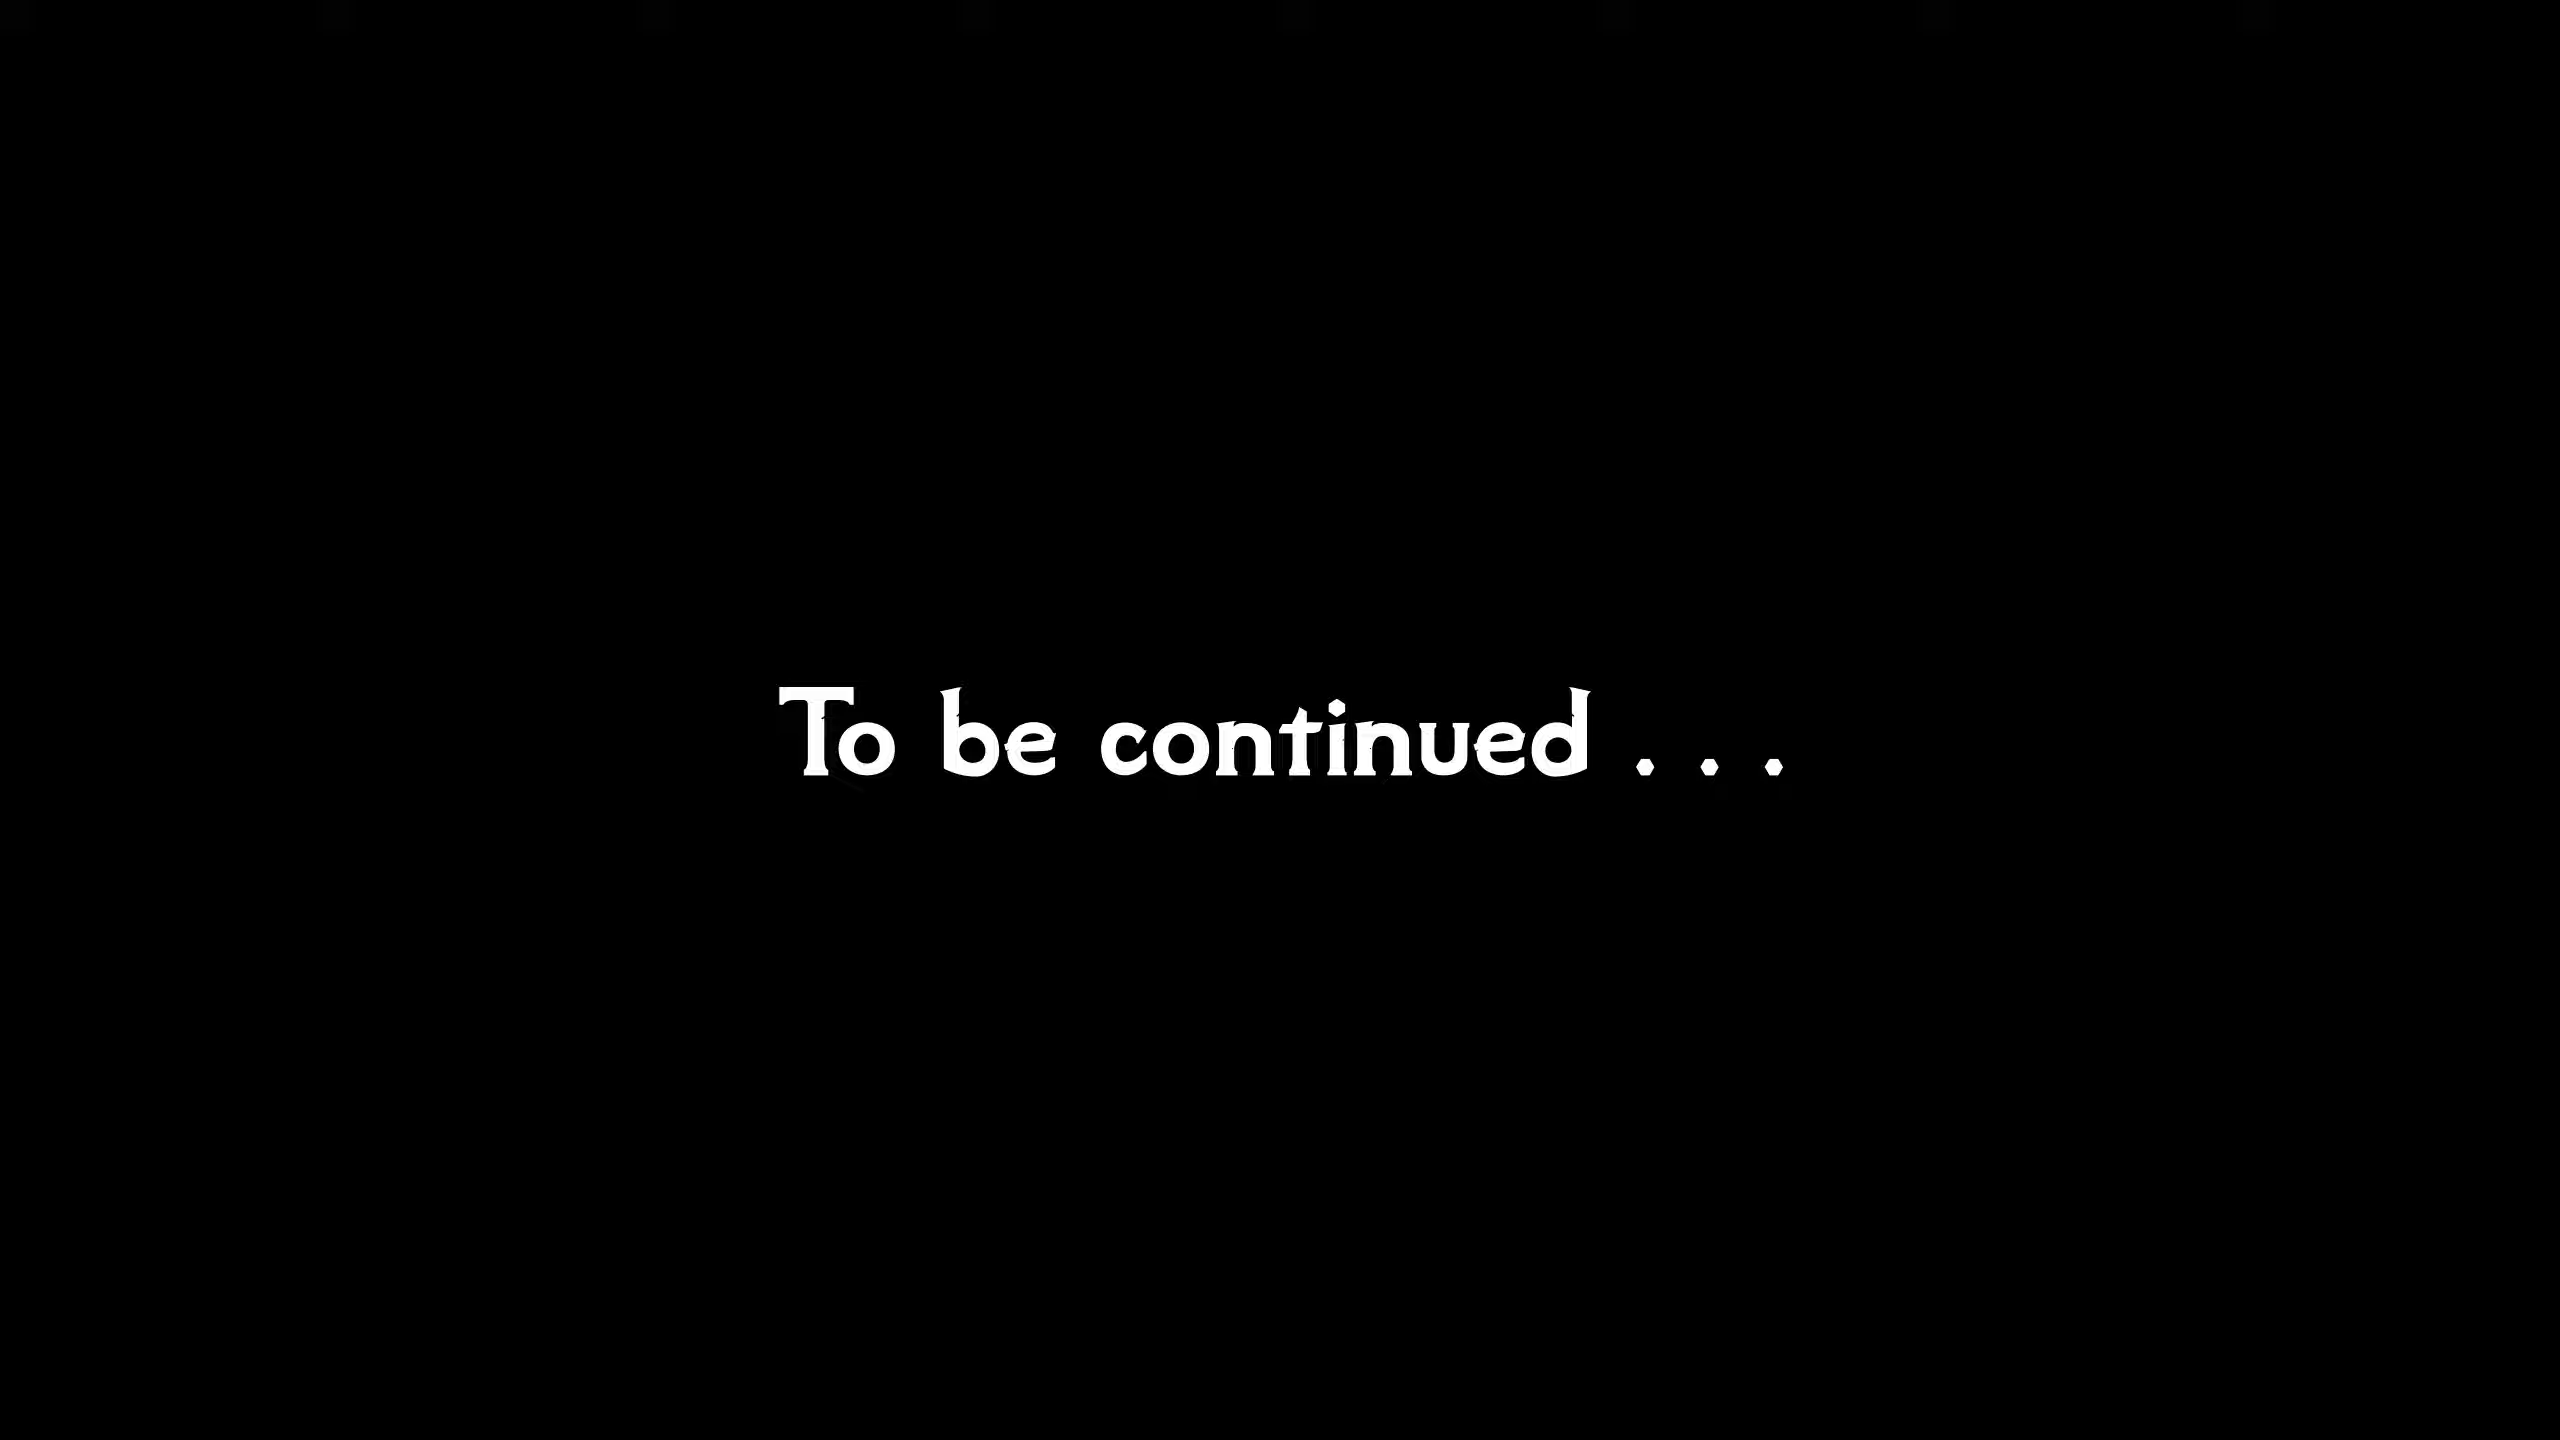 To be continued . . .